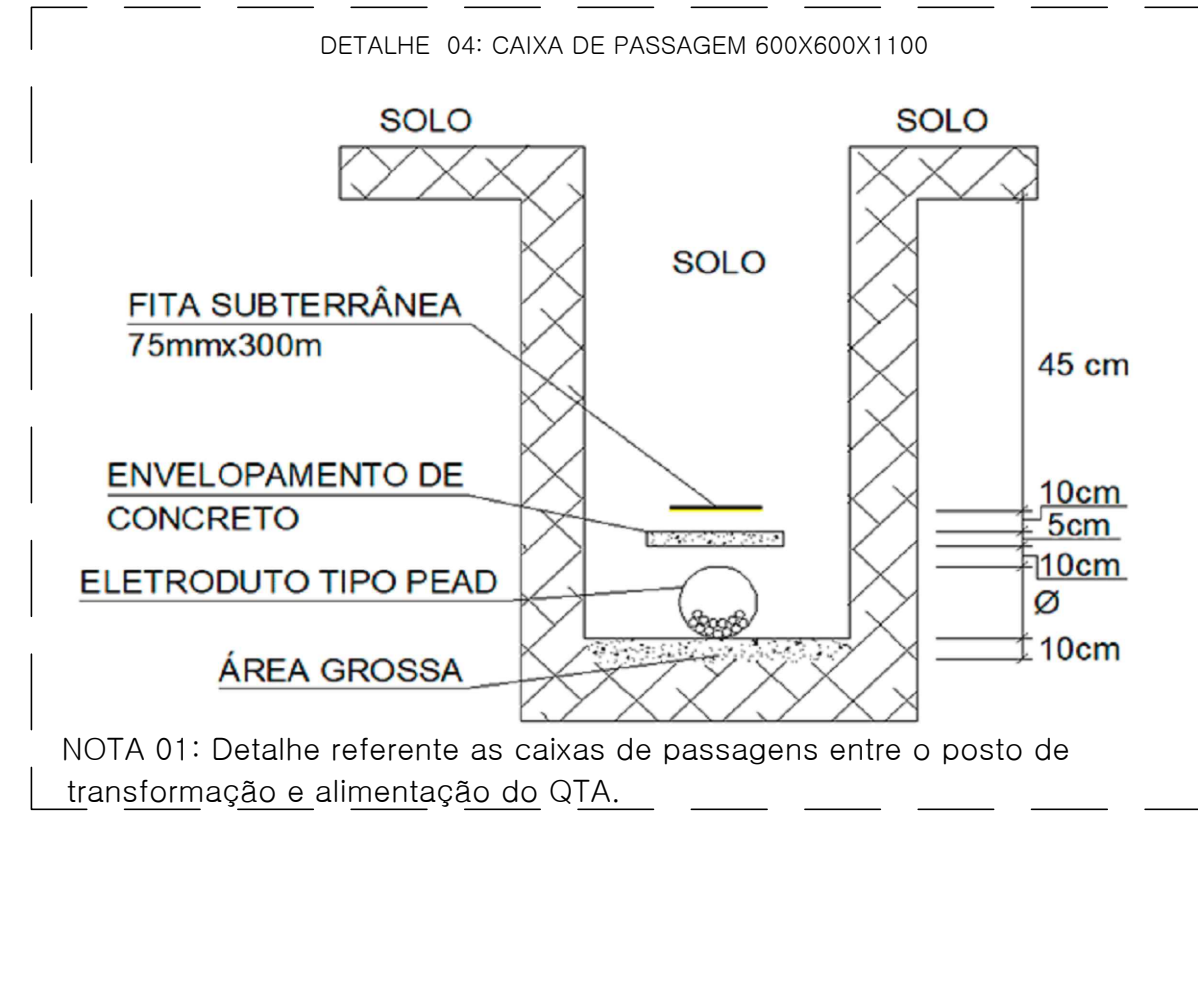 DETALHE 04: CAIXA DE PASSAGEM 600X600X1100
SOLO
SOLO
SOLO
FITA SUBTERRÂNEA
75mmx300m
45 cm
ENVELOPAMENTO DE
CONCRETO
10cm
5cm
ELETRODUTO TIPO PEAD
10cm
Ø
ÁREA GROSSA
10cm
NOTA 01: Detalhe referente as caixas de passagens entre o posto de
transformação e alimentação do QTA.